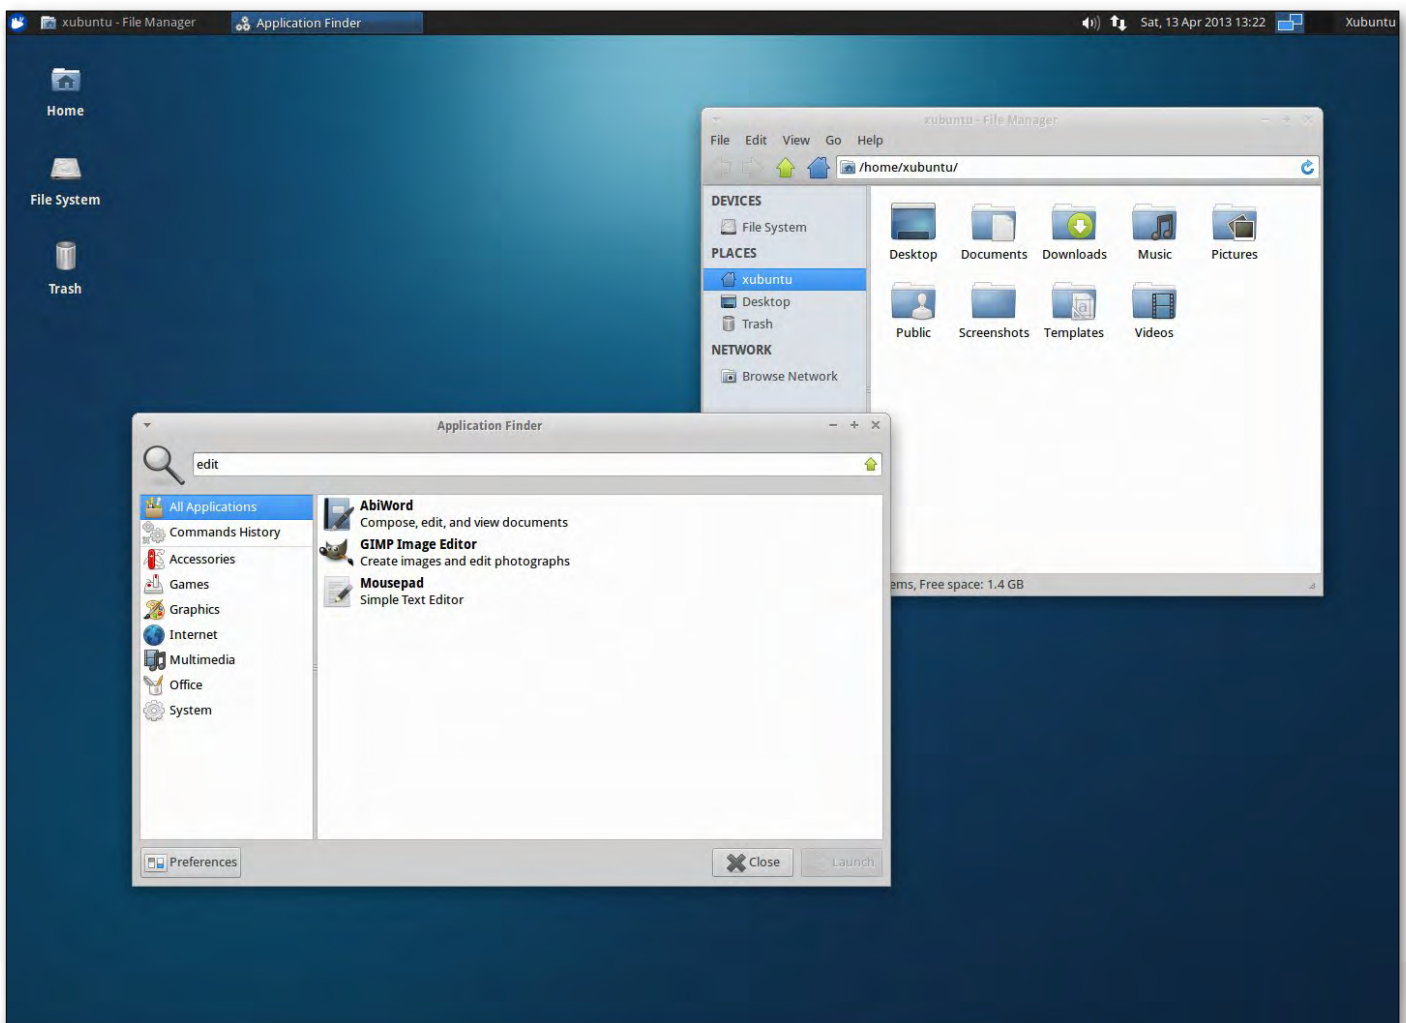 xubuntu - File Manager
Application Finder
Sat, 13 Apr 2013 13:22
Xubuntu
Home
File System
Trash
xubuntu - File Manager
File Edit View Go Help
/home/xubuntu/
DEVICES
File System
PLACES
xubuntu
Desktop
Trash
NETWORK
Browse Network
Desktop Documents Downloads Music Pictures
Public Screenshots Templates Videos
ems, Free space: 1.4 GB
Application Finder
edit
All Applications
Commands History
Accessories
Games
Graphics
Internet
Multimedia
Office
System
AbiWord
Compose, edit, and view documents
GIMP Image Editor
Create images and edit photographs
Mousepad
Simple Text Editor
Preferences
Close
Launch